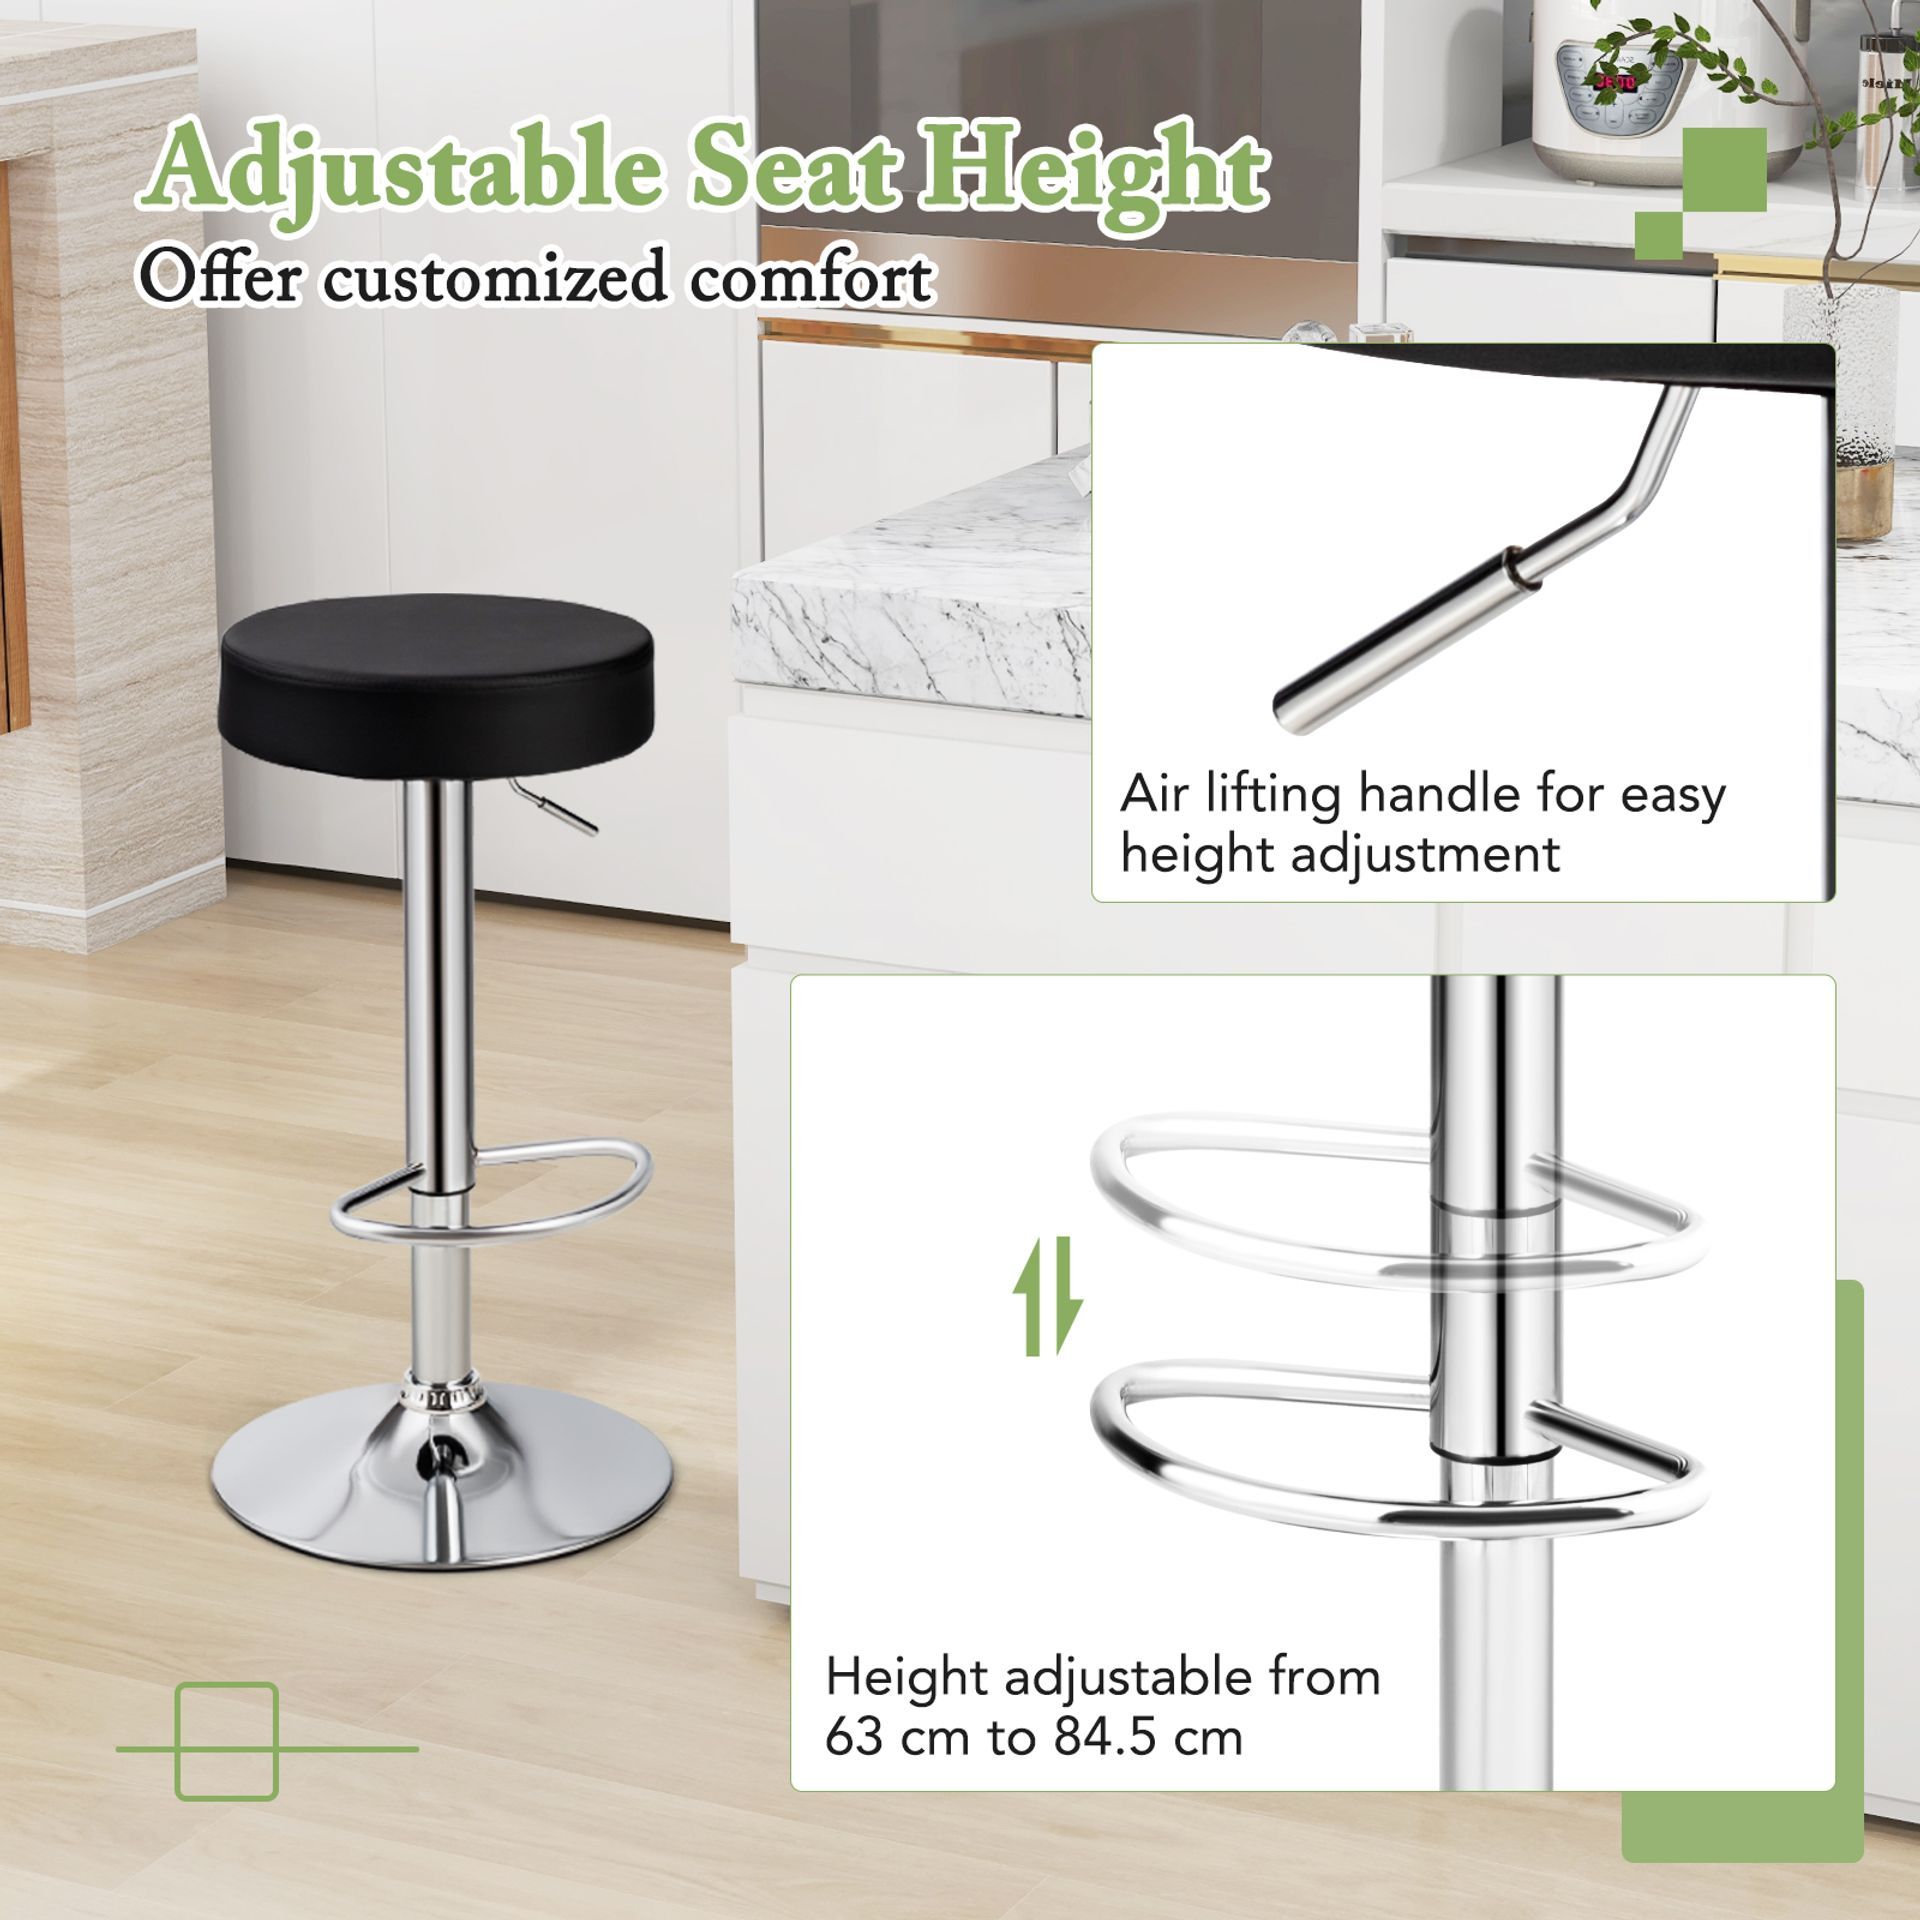 Adjustable Seat Height
Offer customized comfort
Miele
Air lifting handle for easy
height adjustment
Height adjustable from
63 cm to 84.5 cm